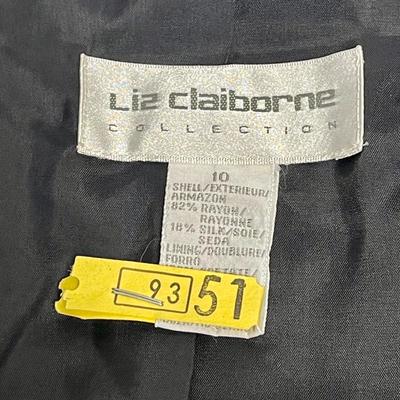 Liz claiborne
COLLECTION
10
SHELL/EXTERIEUR/
ARMAZON
82% RAYON/
RAYONNE
18% SILK/SOIE/
SEDA
LINING/DOUBLURE/
FORRO
93 51